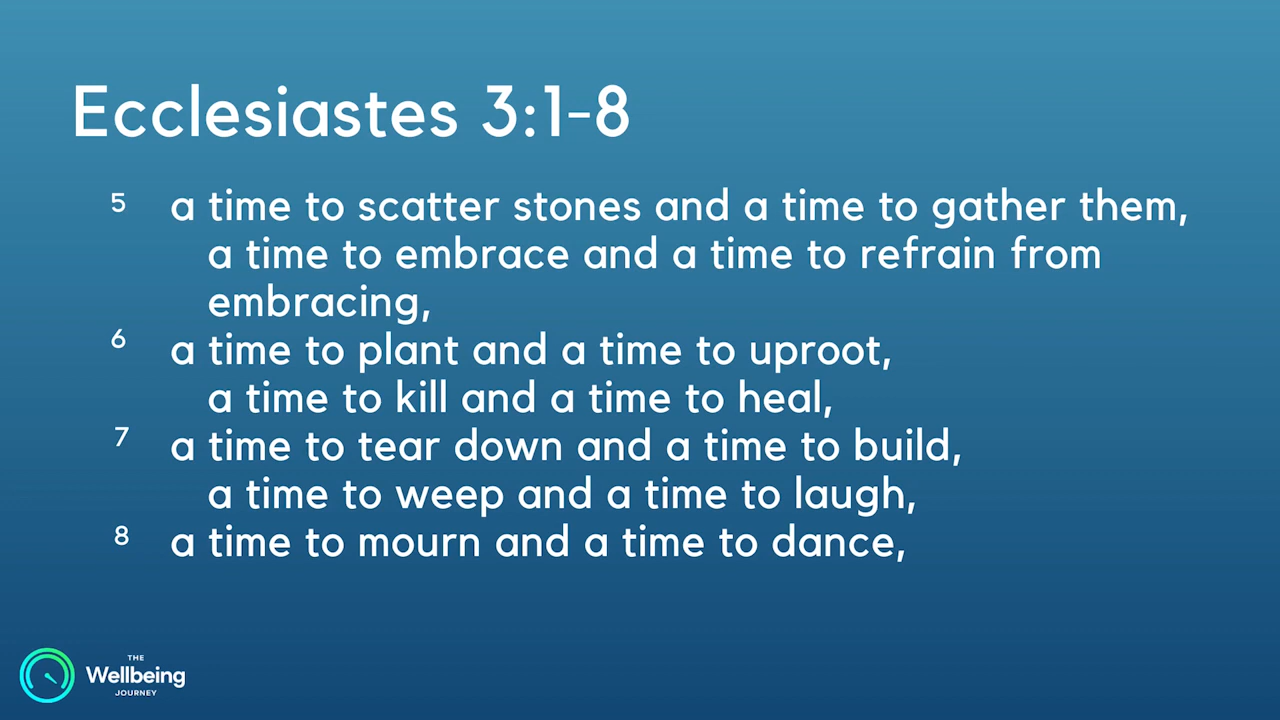 Ecclesiastes 3:1-8
5 a time to scatter stones and a time to gather them,
a time to embrace and a time to refrain from
embracing,
6 a time to plant and a time to uproot,
a time to kill and a time to heal,
7 a time to tear down and a time to build,
a time to weep and a time to laugh,
8 a time to mourn and a time to dance,
THE
Wellbeing
JOURNEY